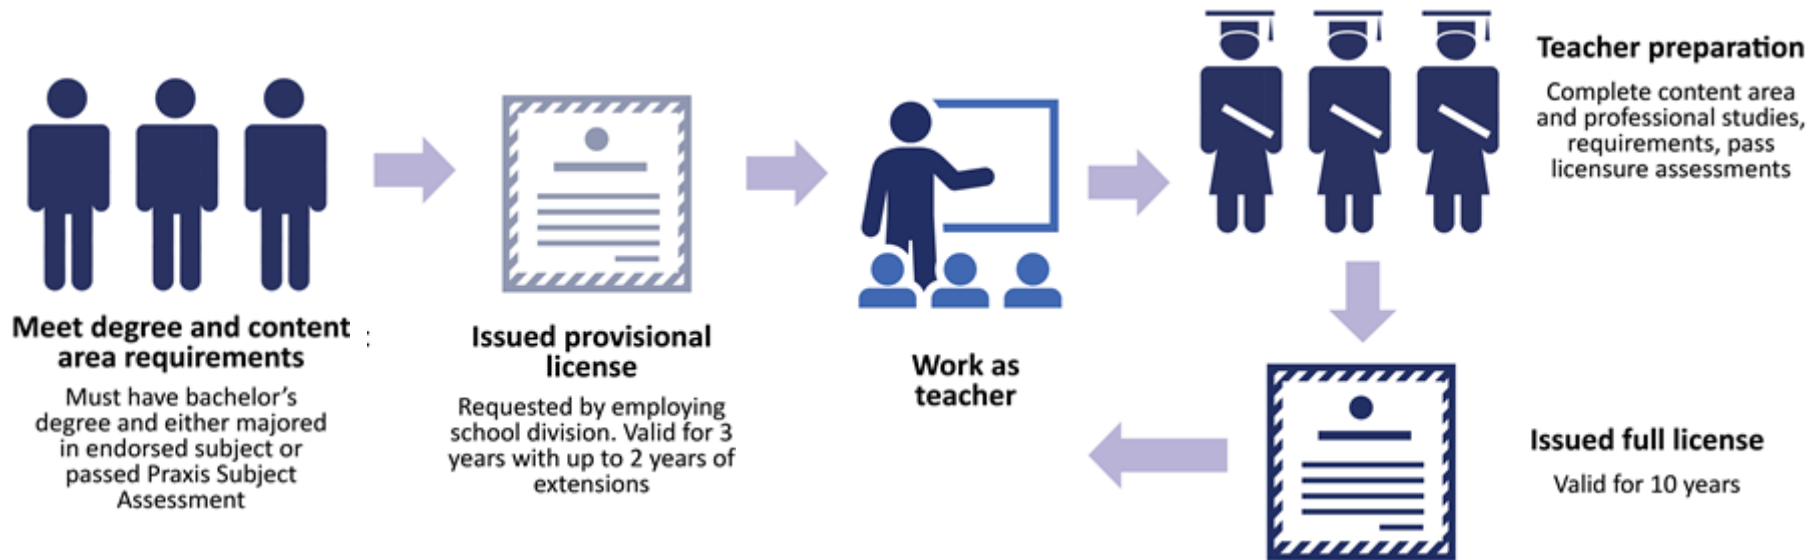 Meet degree and content
area requirements
Must have bachelor's
degree and either majored
in endorsed subject or
passed Praxis Subject
Assessment
:
Issued provisional
license
Requested by employing
school division. Valid for 3
years with up to 2 years of
extensions
Work as
teacher
Teacher preparation
Complete content area
and professional studies,
requirements, pass
licensure assessments
Issued full license
Valid for 10 years